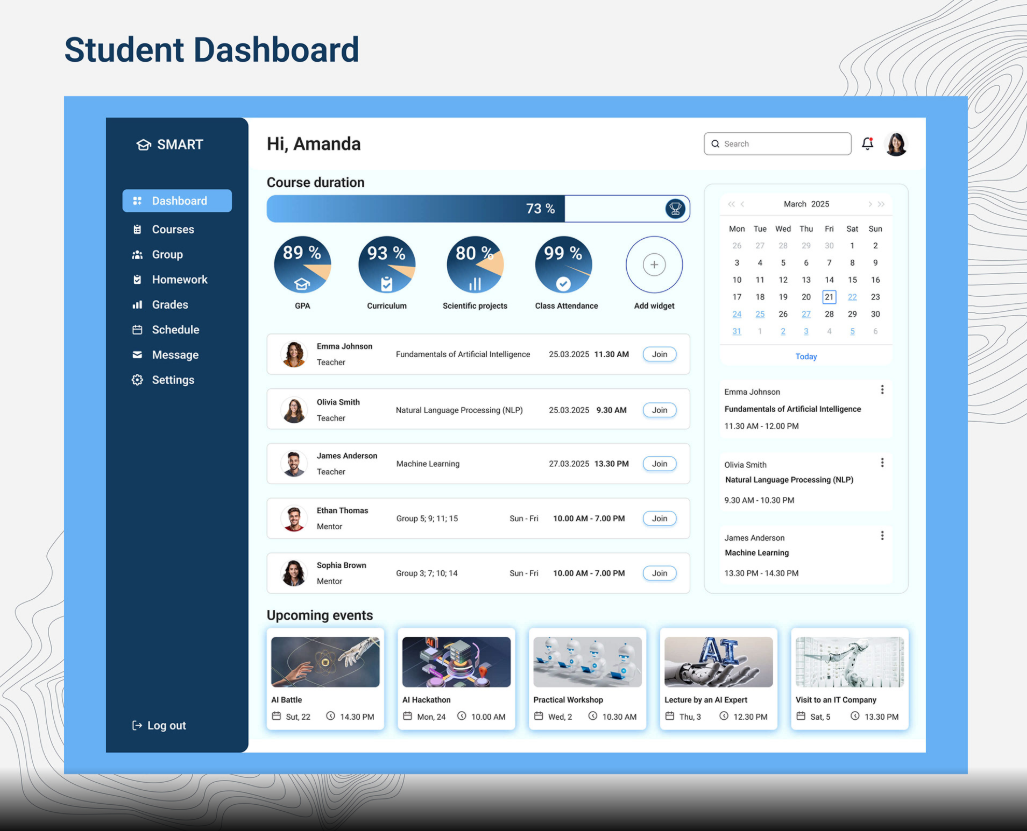 Student Dashboard
SMART
Dashboard
Courses
Group
Homework
Grades
Schedule
Message
Settings
Log out
Hi, Amanda
Search
Course duration
73 %
89 %
GPA
93 %
Curriculum
80 %
Scientific projects
99 %
Class Attendance
Add widget
Emma Johnson
Teacher
Fundamentals of Artificial Intelligence 25.03.2025 11.30 AM Join
Olivia Smith
Teacher
Natural Language Processing (NLP) 25.03.2025 9.30 AM Join
James Anderson
Teacher
Machine Learning 27.03.2025 13.30 PM Join
Ethan Thomas
Mentor
Group 5; 9; 11; 15 Sun - Fri 10.00 AM - 7.00 PM Join
Sophia Brown
Mentor
Group 3; 7; 10; 14 Sun - Fri 10.00 AM - 7.00 PM Join
March 2025
Mon Tue Wed Thu Fri Sat Sun
26 27 28 29 30 1 2
3 4 5 6 7 8 9
10 11 12 13 14 15 16
17 18 19 20 21 22 23
24 25 26 27 28 29 30
31 1 2 3 4 5 6
Today
Emma Johnson
Fundamentals of Artificial Intelligence
11.30 AM - 12.00 PM
Olivia Smith
Natural Language Processing (NLP)
9.30 AM - 10.30 PM
James Anderson
Machine Learning
13.30 PM - 14.30 PM
Upcoming events
AI Battle
Sut, 22 14.30 PM
AI Hackathon
Mon, 24 10.00 AM
Practical Workshop
Wed, 2 10.30 AM
AI
Lecture by an AI Expert
Thu, 3 12.30 PM
Visit to an IT Company
Sat, 5 13.30 PM